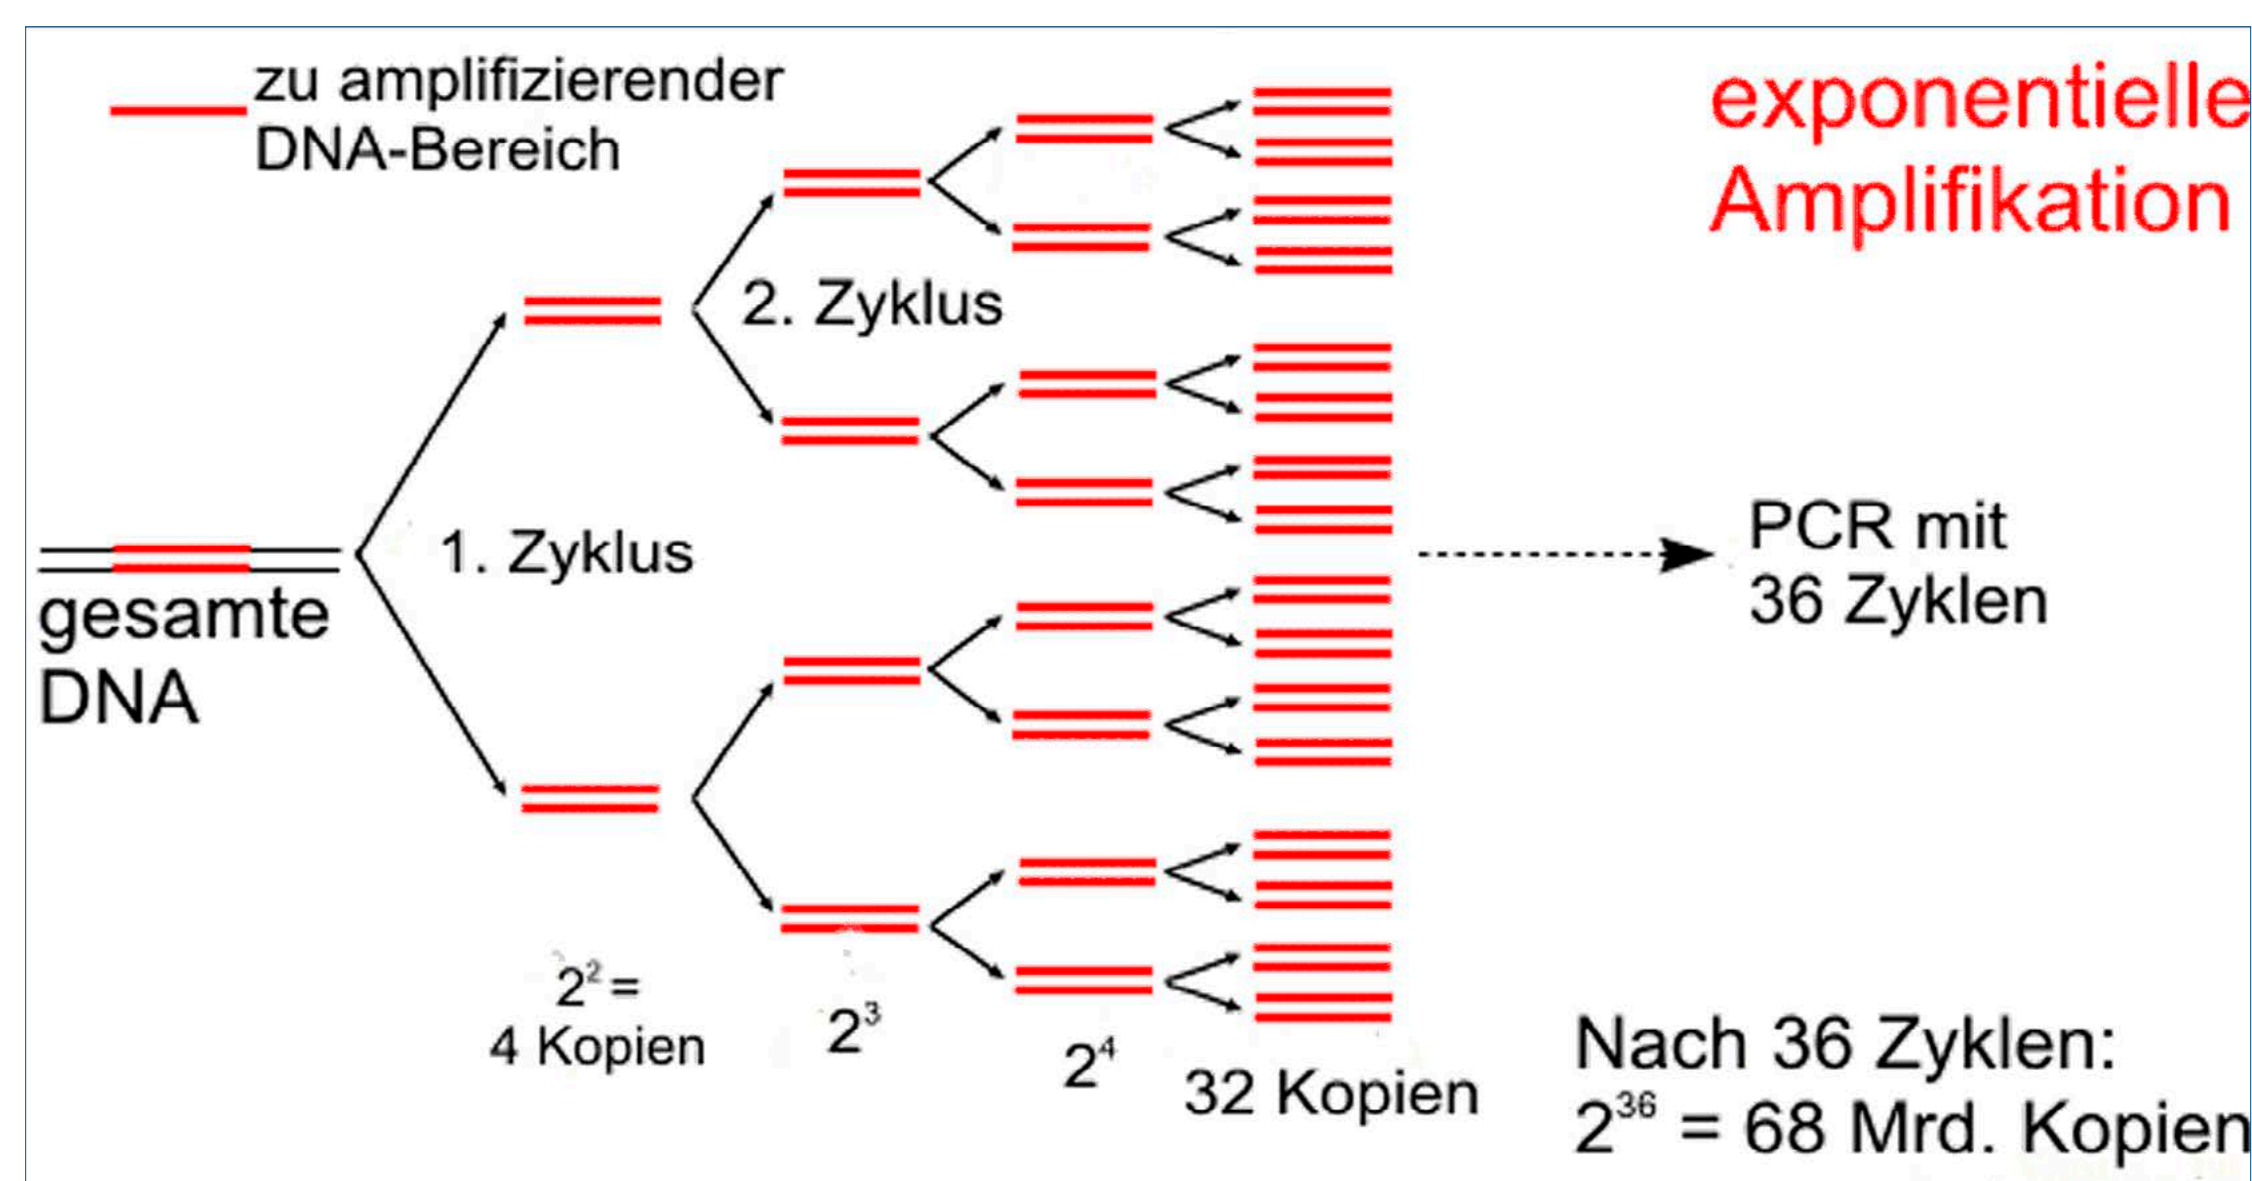 zu amplifizierender
DNA-Bereich
exponentielle
Amplifikation
2. Zyklus
1. Zyklus
gesamte
DNA
PCR mit
36 Zyklen
2² =
4 Kopien
2³
2⁴
32 Kopien
Nach 36 Zyklen:
2³⁶ = 68 Mrd. Kopien